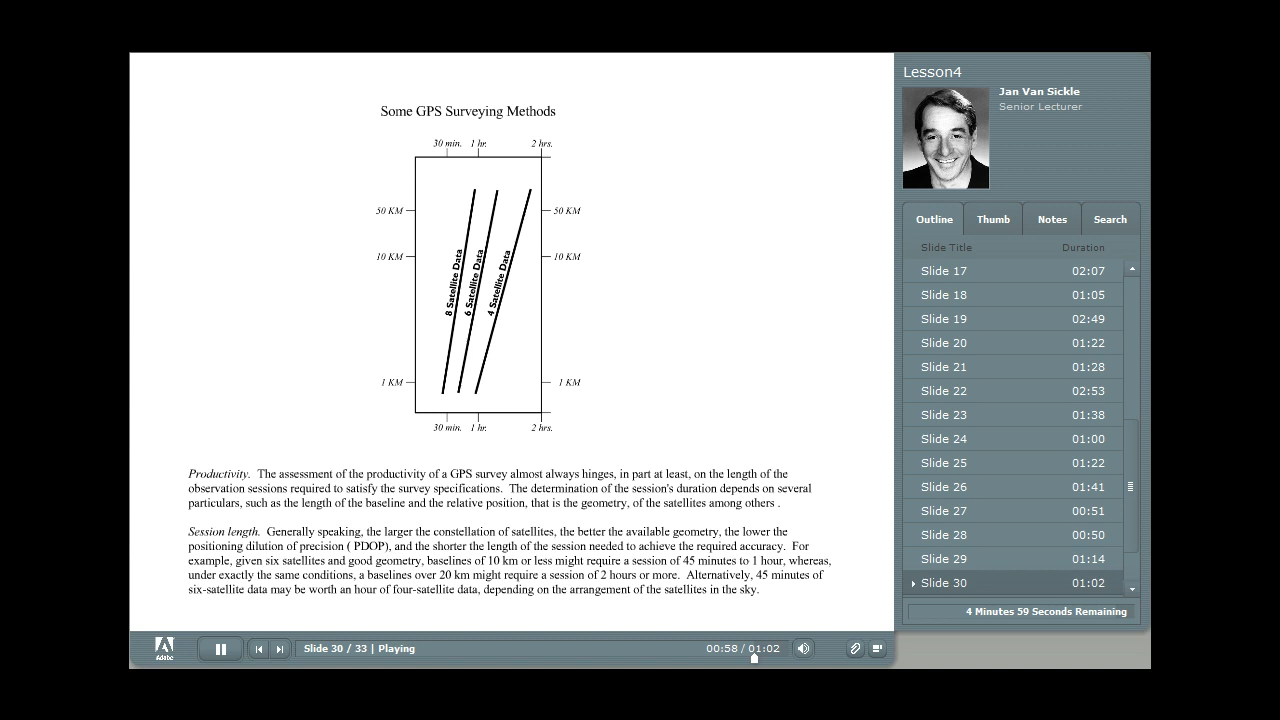 Some GPS Surveying Methods
30 min. 1 hr. 2 hrs.
50 KM 50 KM
10 KM 10 KM
8 Satellite Data
6 Satellite Data
4 Satellite Data
1 KM 1 KM
30 min. 1 hr. 2 hrs.
Productivity. The assessment of the productivity of a GPS survey almost always hinges, in part at least, on the length of the
observation sessions required to satisfy the survey specifications. The determination of the session's duration depends on several
particulars, such as the length of the baseline and the relative position, that is the geometry, of the satellites among others .
Session length. Generally speaking, the larger the constellation of satellites, the better the available geometry, the lower the
positioning dilution of precision ( PDOP), and the shorter the length of the session needed to achieve the required accuracy. For
example, given six satellites and good geometry, baselines of 10 km or less might require a session of 45 minutes to 1 hour, whereas,
under exactly the same conditions, a baselines over 20 km might require a session of 2 hours or more. Alternatively, 45 minutes of
six-satellite data may be worth an hour of four-satellite data, depending on the arrangement of the satellites in the sky.
Lesson4
Jan Van Sickle
Senior Lecturer
Outline Thumb Notes Search
Slide Title Duration
Slide 17 02:07
Slide 18 01:05
Slide 19 02:49
Slide 20 01:22
Slide 21 01:28
Slide 22 02:53
Slide 23 01:38
Slide 24 01:00
Slide 25 01:22
Slide 26 01:41
Slide 27 00:51
Slide 28 00:50
Slide 29 01:14
Slide 30 01:02
4 Minutes 59 Seconds Remaining
Adobe
Slide 30 / 33 | Playing
00:58 / 01:02